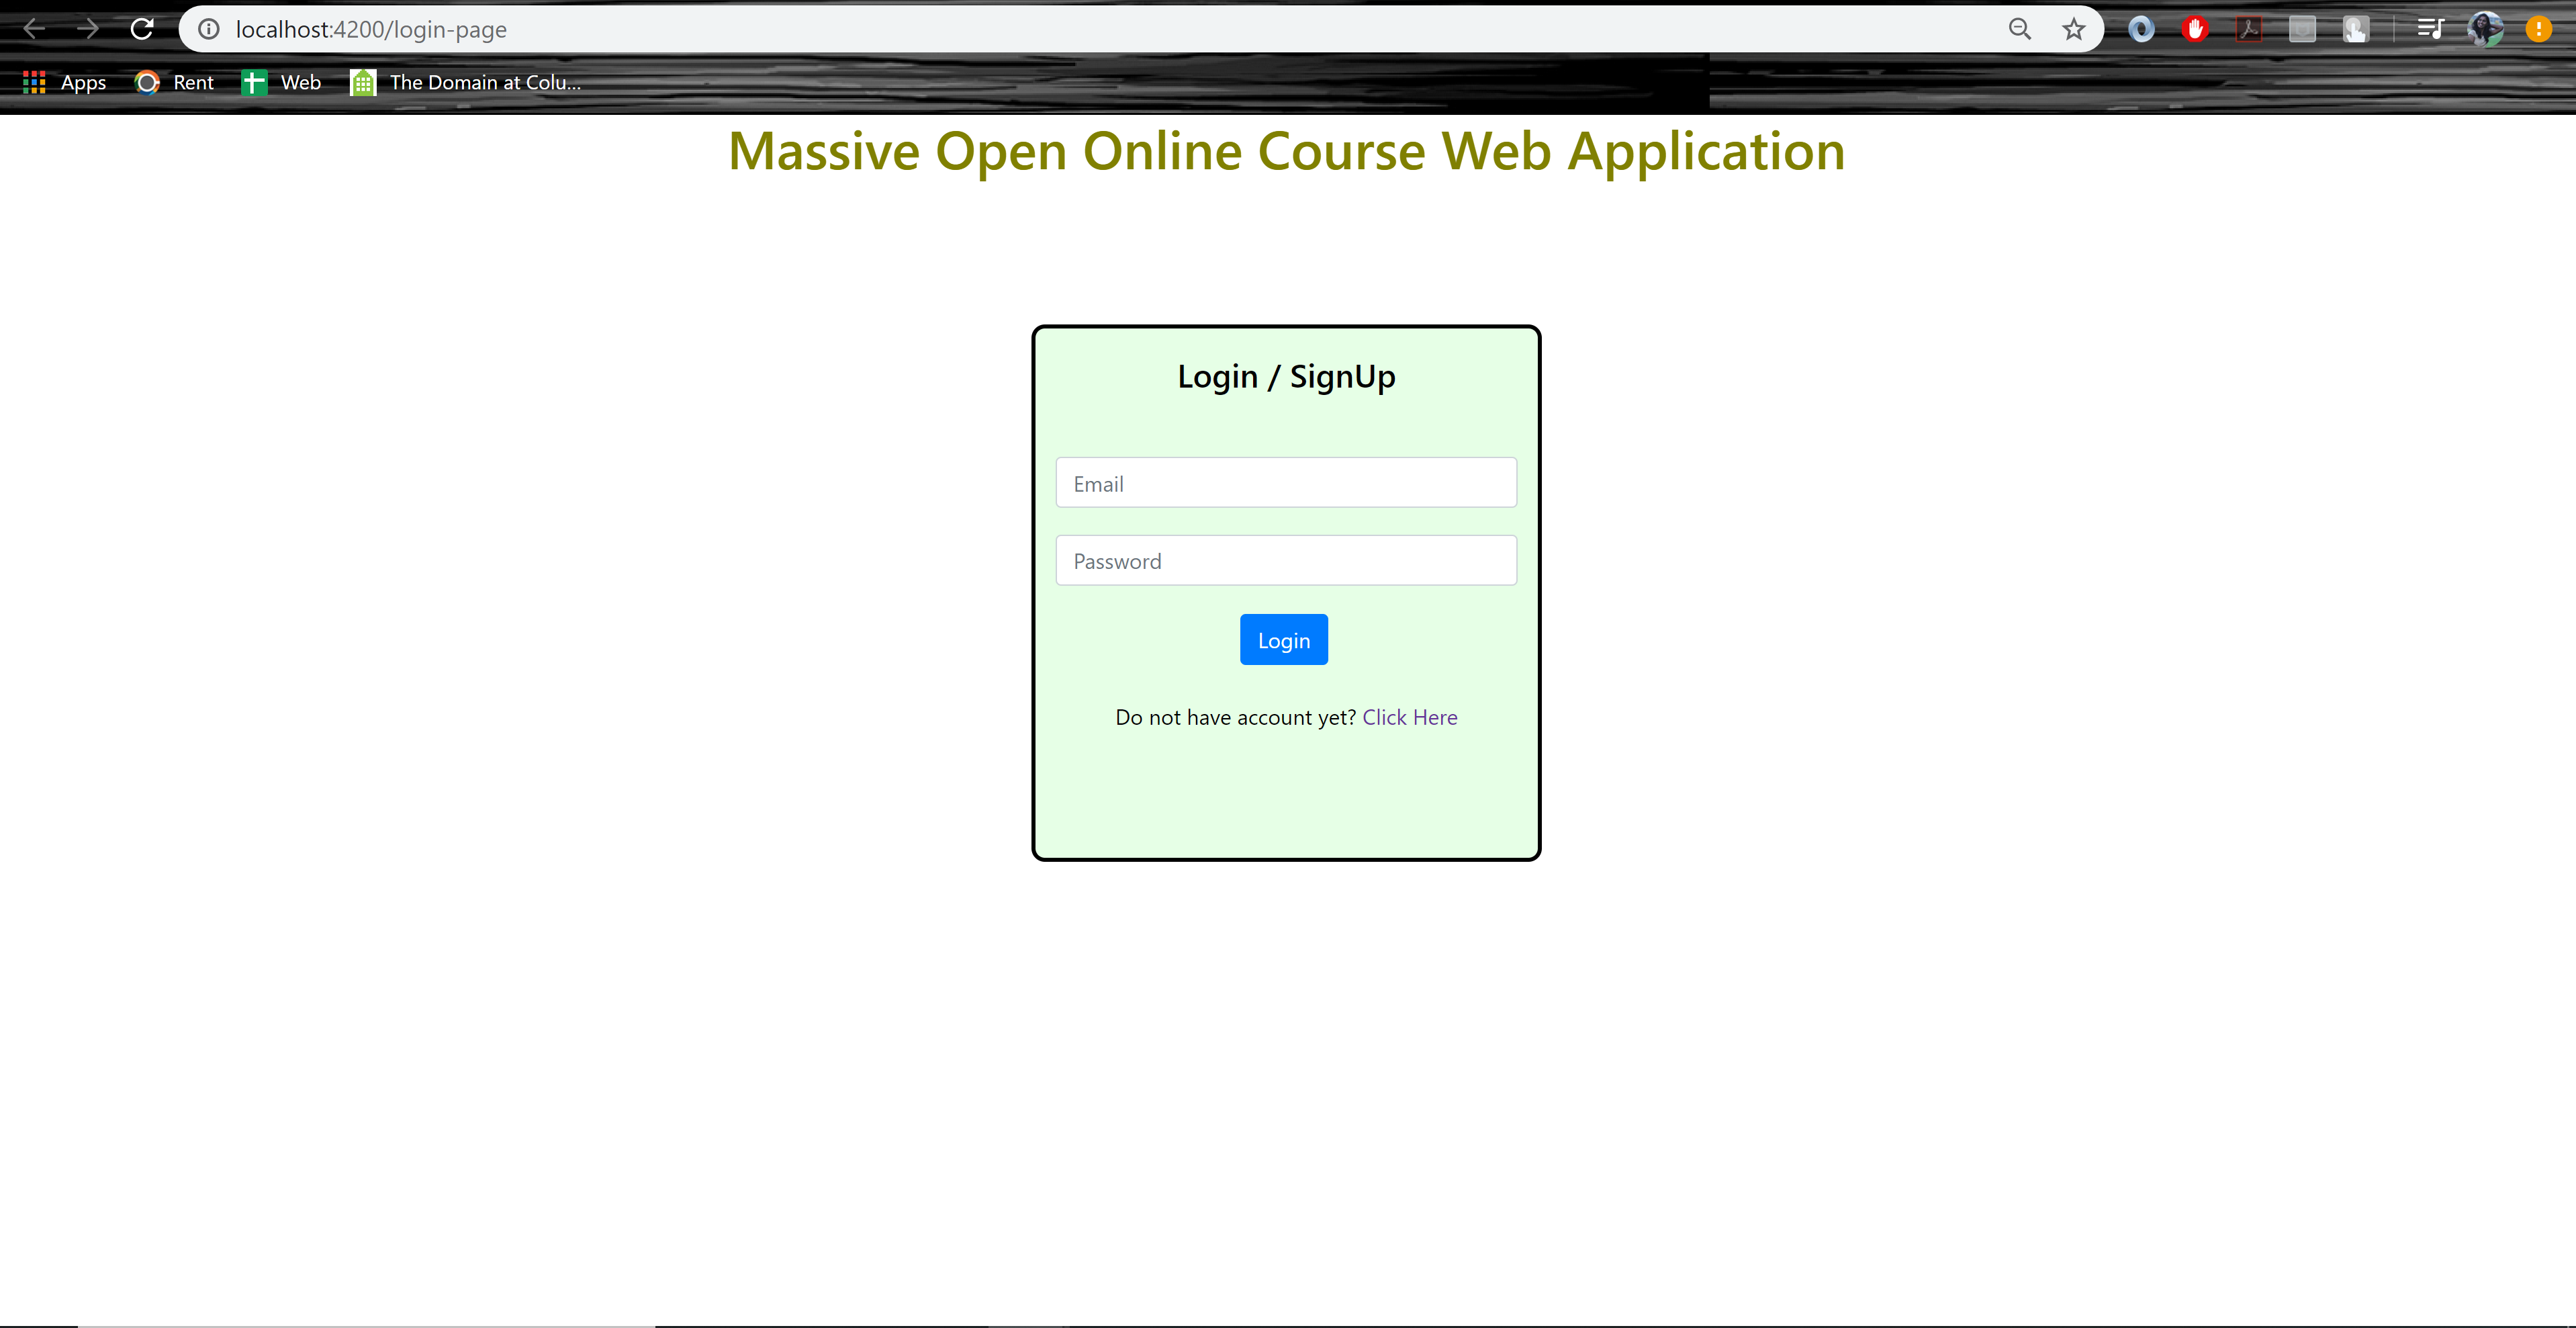 localhost:4200/login-page
Apps Rent Web The Domain at Colu...
Massive Open Online Course Web Application
Login / SignUp
Email
Password
Login
Do not have account yet? Click Here